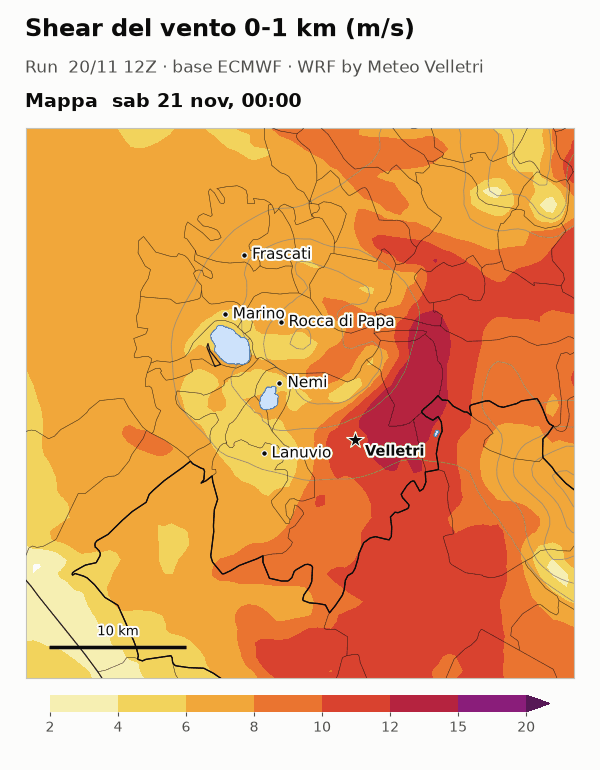 Shear del vento 0-1 km (m/s)
Run  20/11 12Z · base ECMWF · WRF by Meteo Velletri
Mappa  sab 21 nov, 00:00
Frascati
Marino
Rocca di Papa
Nemi
Velletri
Lanuvio
10 km
2 4 6 8 10 12 15 20